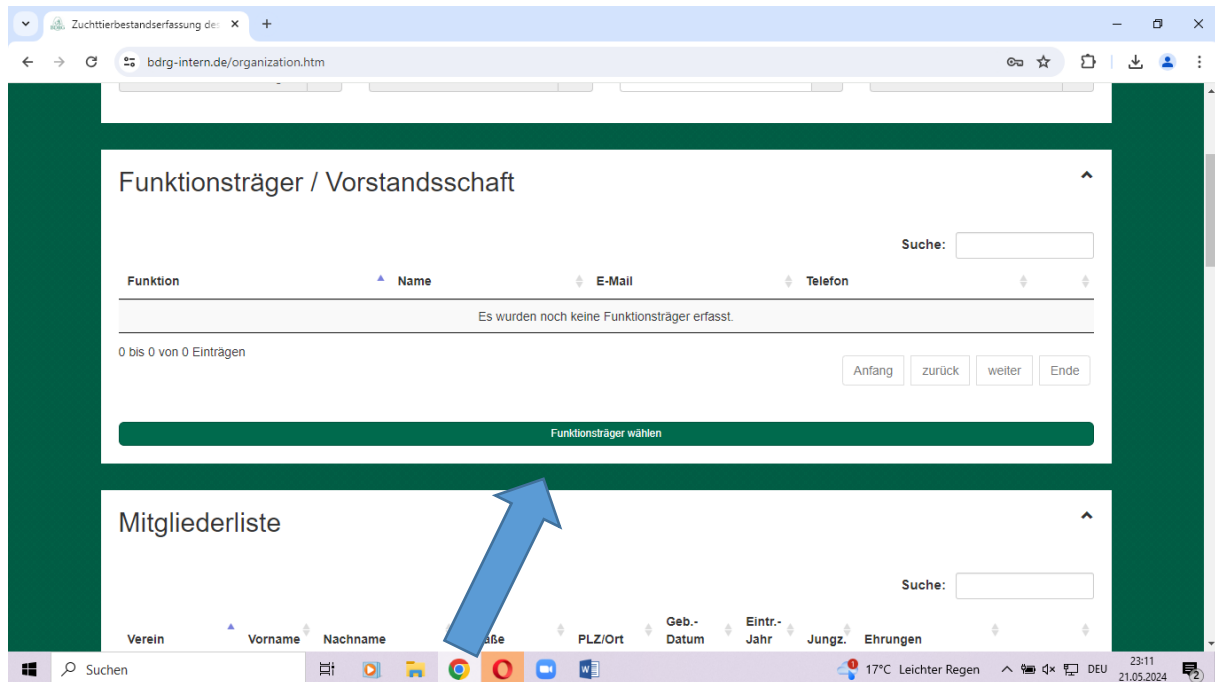 Zuchttierbestandserfassung des
bdrg-intern.de/organization.htm
Funktionsträger / Vorstandsschaft
Suche:
Funktion Name E-Mail Telefon
Es wurden noch keine Funktionsträger erfasst.
0 bis 0 von 0 Einträgen
Anfang zurück weiter Ende
Funktionsträger wählen
Mitgliederliste
Suche:
Geb.- Eintr.-
Verein Vorname Nachname PLZ/Ort Datum Jahr Jungz. Ehrungen
Suchen 17°C Leichter Regen DEU 23:11
21.05.2024